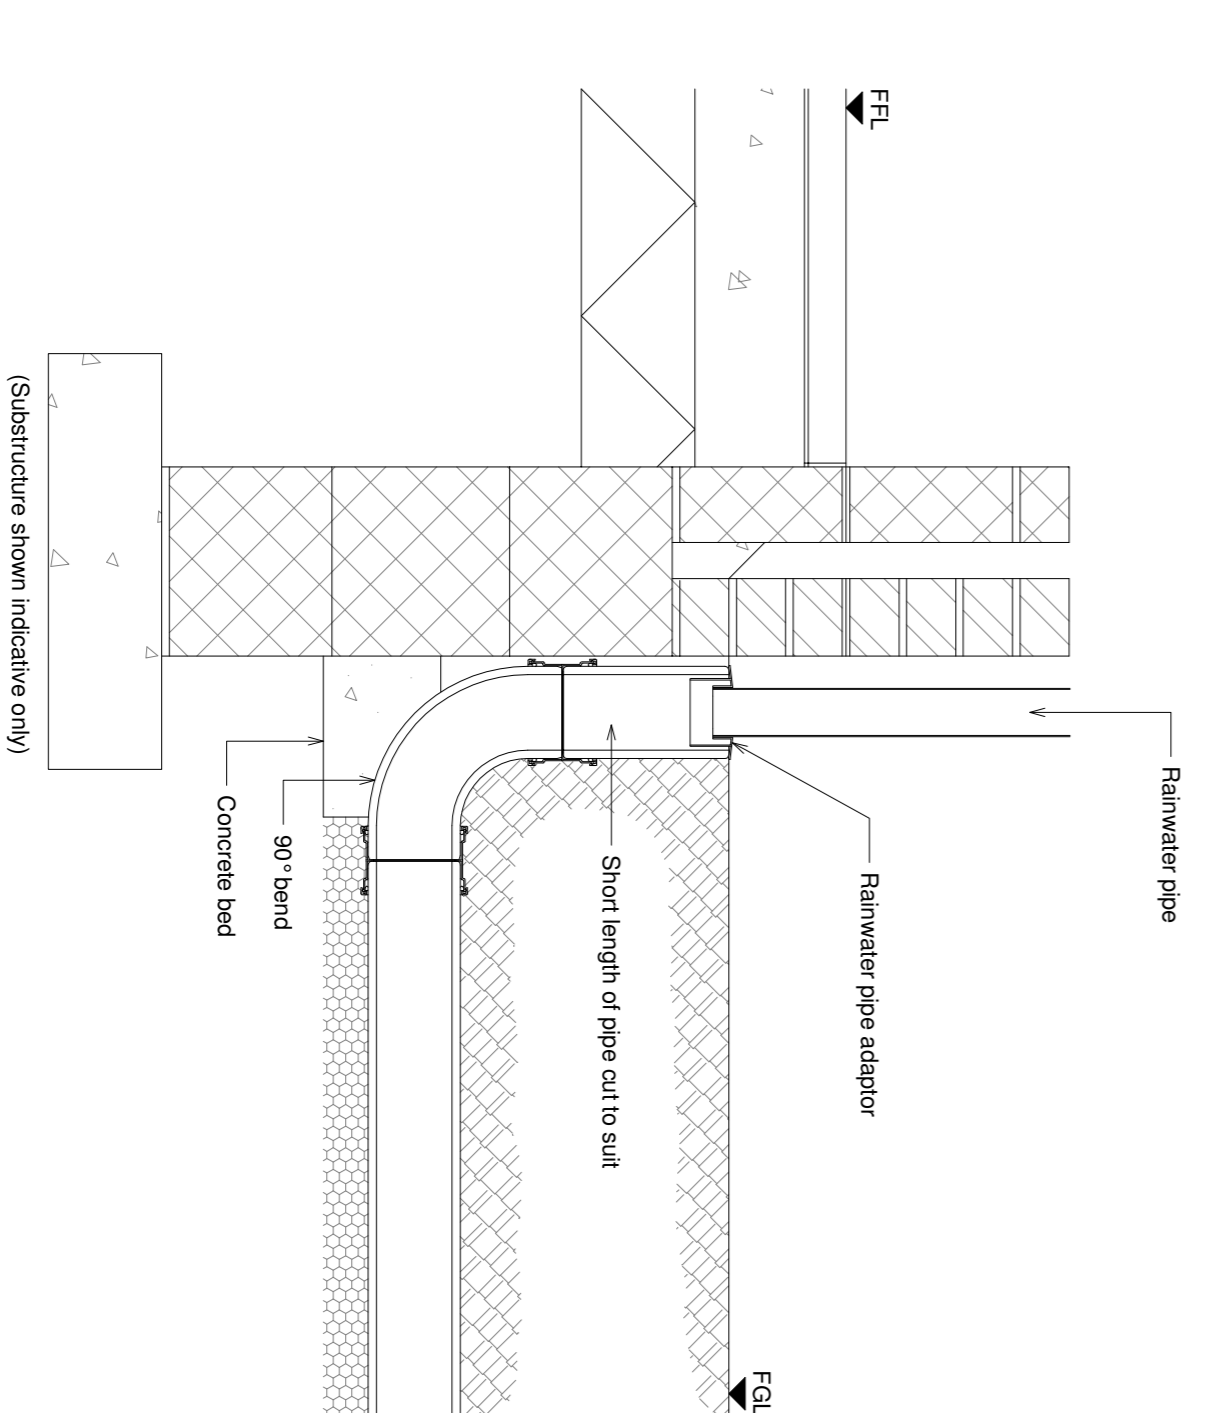 Rainwater pipe
FFL
Rainwater pipe adaptor
FGL
Short length of pipe cut to suit
90° bend
Concrete bed
(Substructure shown indicative only)